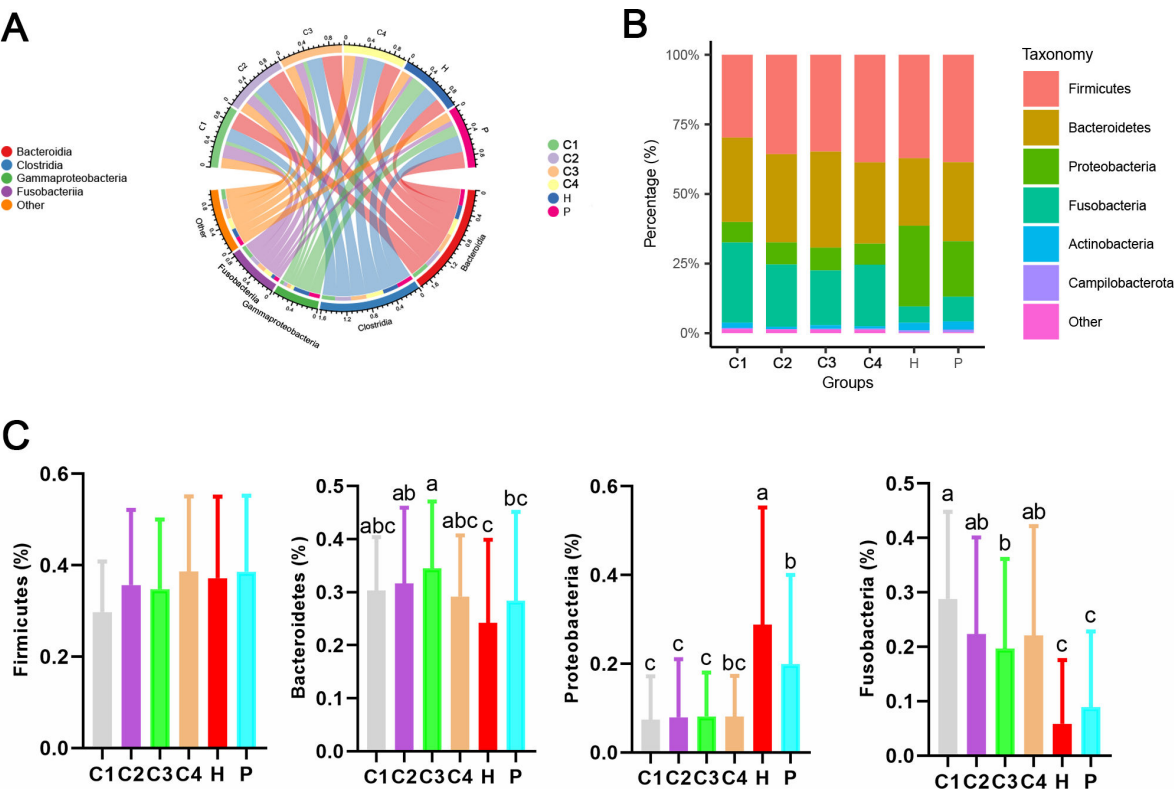 A
C1
C2
C3
C4
H
P
Bacteroidia
Clostridia
Gammaproteobacteria
Fusobacteriia
Other
C1
C2
C3
C4
H
P
Other
Fusobacteriia
Gammaproteobacteria
Clostridia
Bacteroidia
B
Percentage (%)
100%
75%
50%
25%
0%
C1 C2 C3 C4 H P
Groups
Taxonomy
Firmicutes
Bacteroidetes
Proteobacteria
Fusobacteria
Actinobacteria
Campilobacterota
Other
C
Firmicutes (%)
0.6
0.4
0.2
0.0
C1 C2 C3 C4 H P
Bacteroidetes (%)
0.5
0.4
0.3
0.2
0.1
0.0
abc ab a abc c bc
C1 C2 C3 C4 H P
Proteobacteria (%)
0.6
0.4
0.2
0.0
c c c bc a b
C1 C2 C3 C4 H P
Fusobacteria (%)
0.5
0.4
0.3
0.2
0.1
0.0
a ab b ab c c
C1 C2 C3 C4 H P